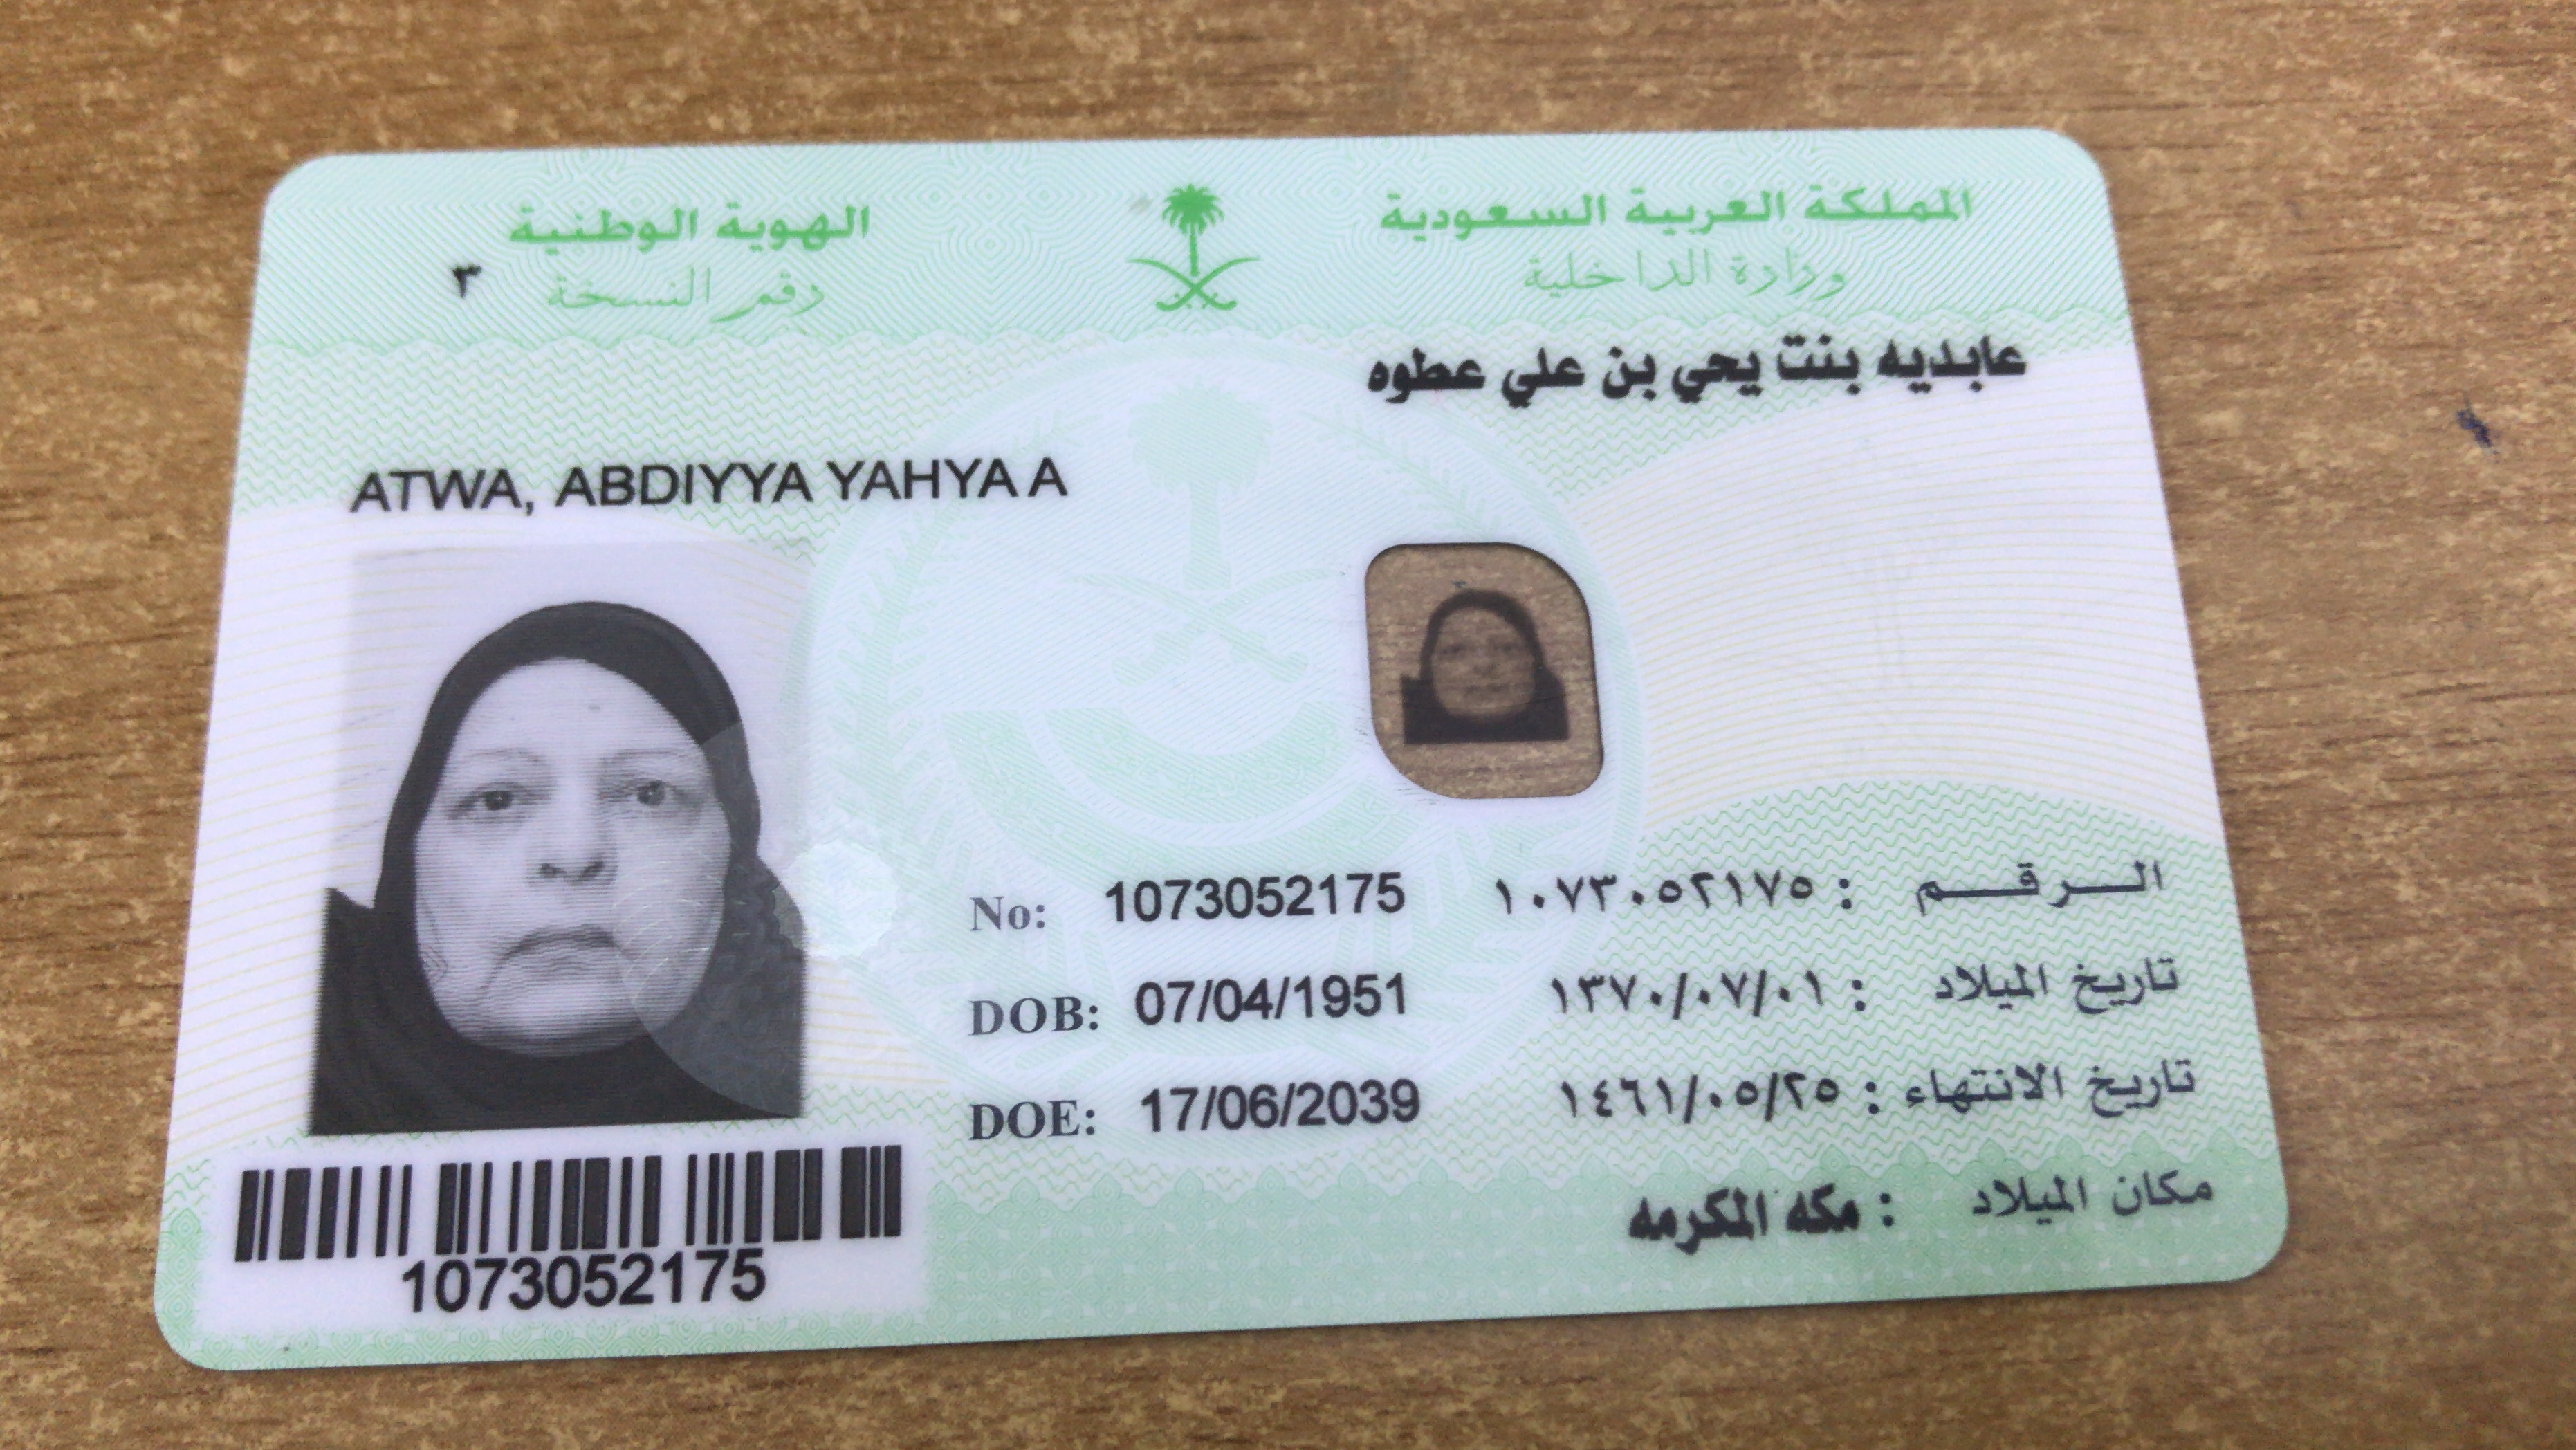 المملكة العربية السعودية
وزارة الداخلية
الهوية الوطنية
رقم النسخة ٣
عابديه بنت يحي بن علي عطوه
ATWA, ABDIYYA YAHYA A
الرقم : ١٠٧٣٠٥٢١٧٥
No: 1073052175
تاريخ الميلاد : ١٣٧٠/٠٧/٠١
DOB: 07/04/1951
تاريخ الانتهاء : ١٤٦١/٠٥/٢٥
DOE: 17/06/2039
مكان الميلاد : مكه المكرمه
1073052175